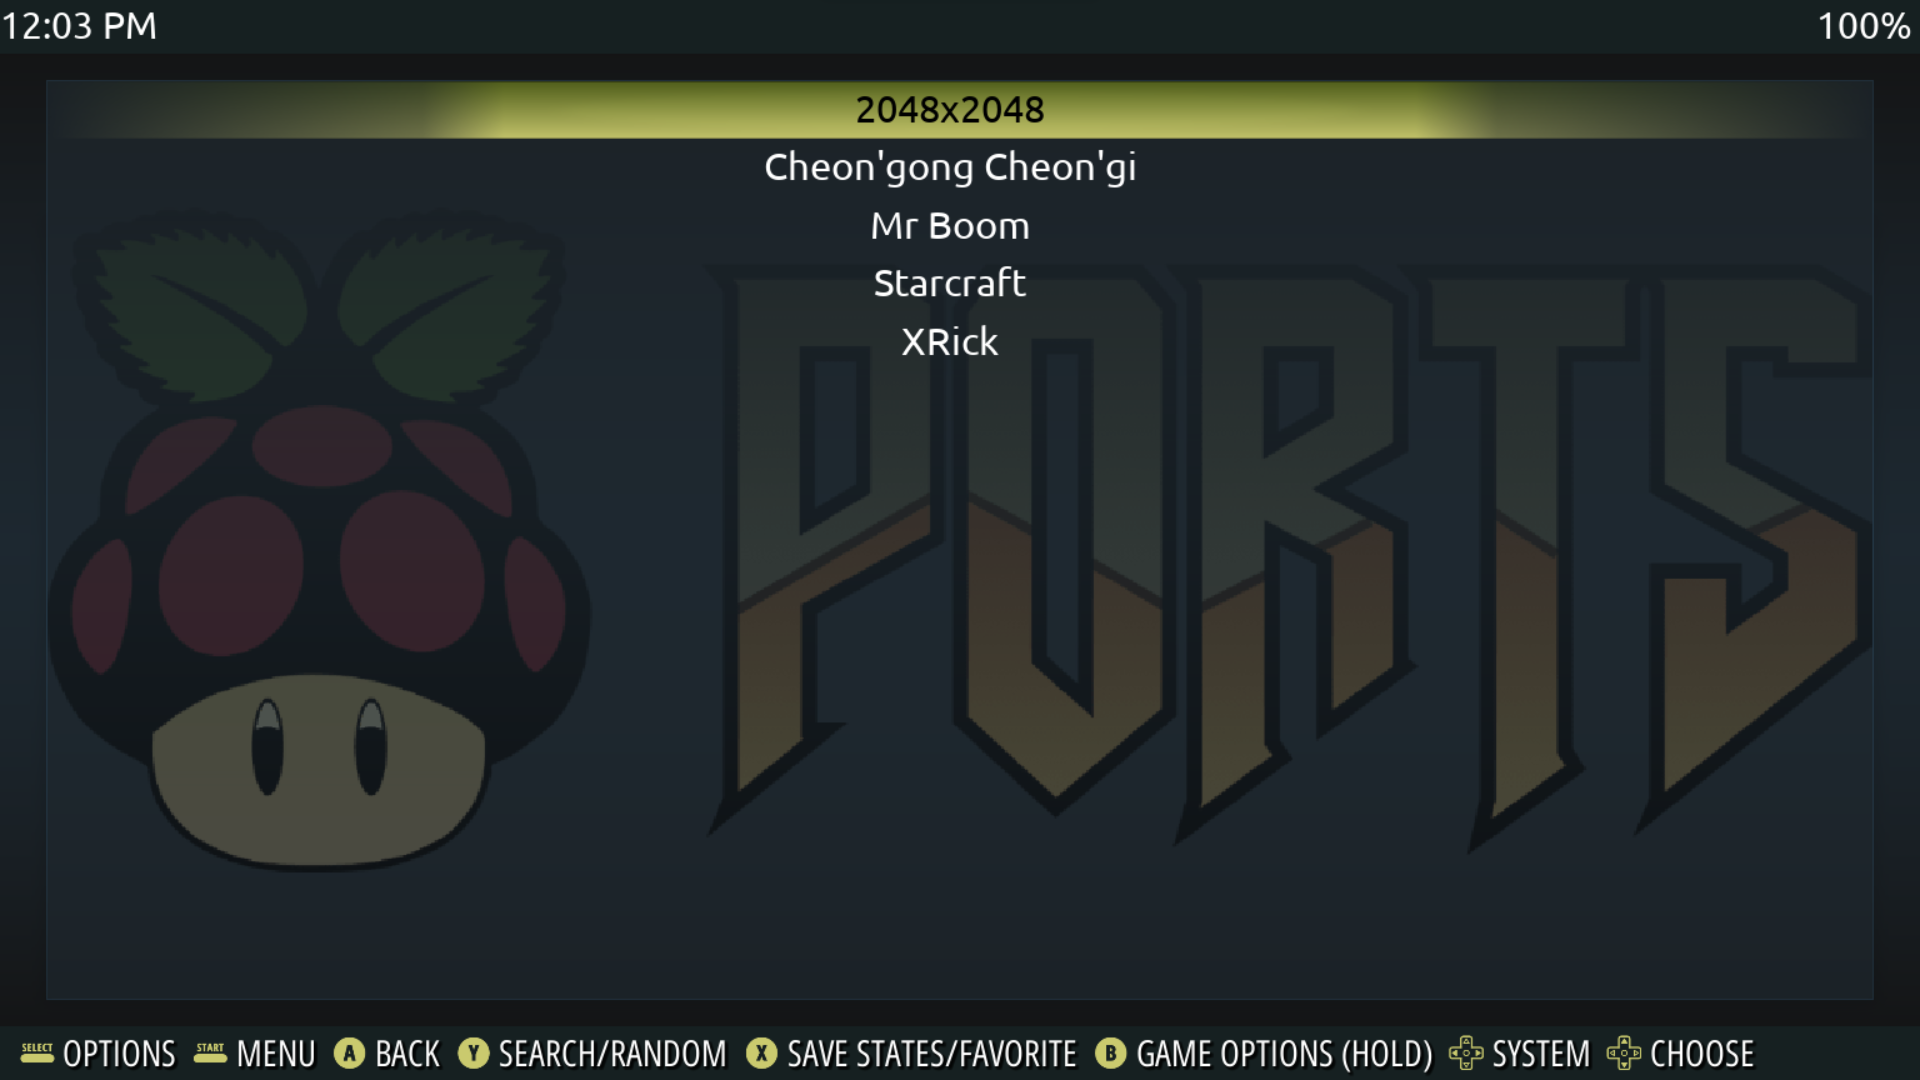 12:03 PM
100%
2048x2048
Cheon'gong Cheon'gi
Mr Boom
Starcraft
XRick
PORTS
SELECT OPTIONS START MENU A BACK Y SEARCH/RANDOM X SAVE STATES/FAVORITE B GAME OPTIONS (HOLD) SYSTEM CHOOSE